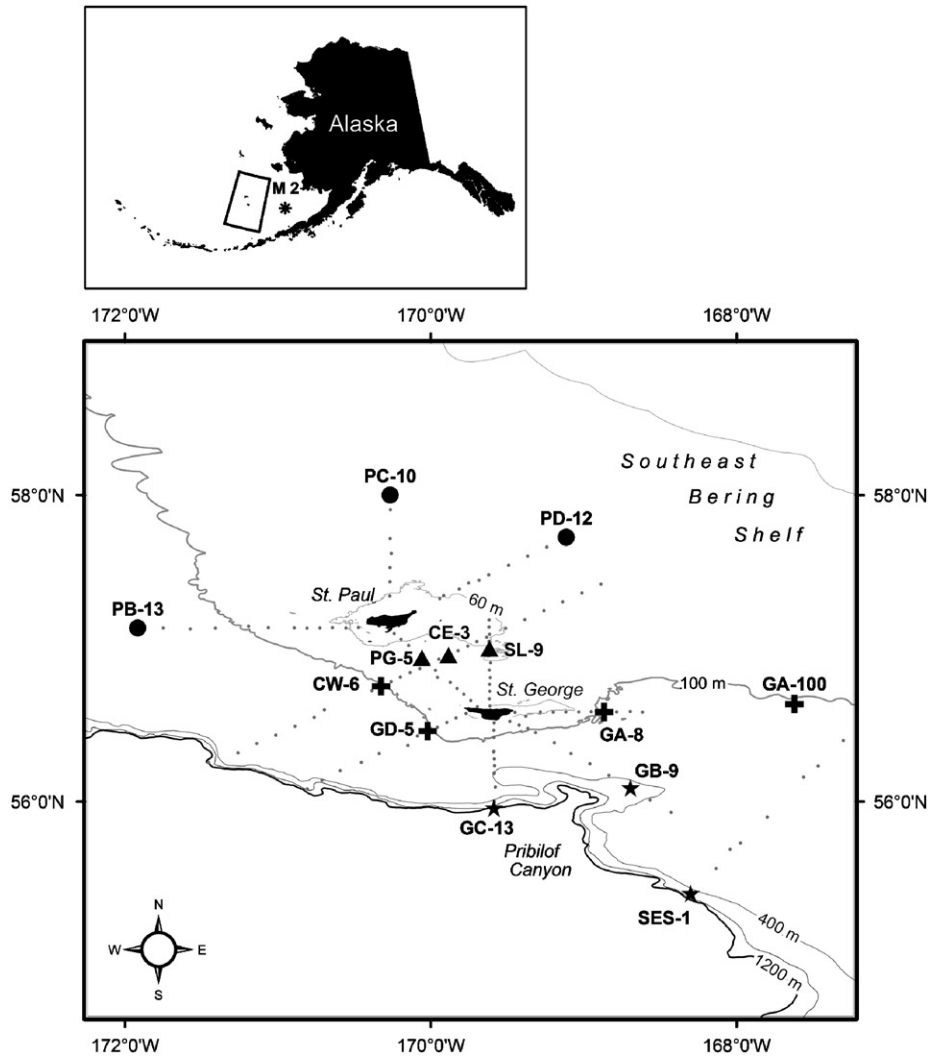 Alaska
M 2
172°0'W
170°0'W
168°0'W
58°0'N
58°0'N
Southeast
Bering
Shelf
PC-10
PD-12
St. Paul
60 m
PB-13
CE-3
PG-5
SL-9
CW-6
St. George
100 m
GA-100
GD-5
GA-8
GB-9
56°0'N
56°0'N
GC-13
Pribilof
Canyon
SES-1
400 m
1200 m
N
W
E
S
172°0'W
170°0'W
168°0'W